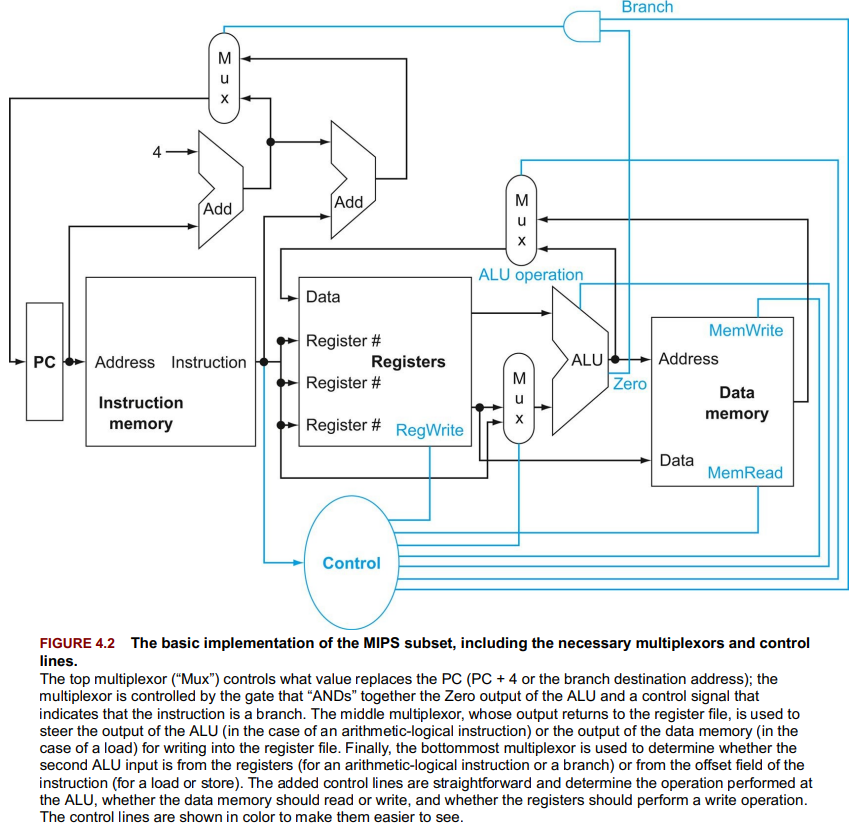 Branch
M
u
x
4
Add
Add
M
u
x
ALU operation
Data
Register #
Registers
Register #
Register #
RegWrite
PC
Address
Instruction
Instruction
memory
M
u
x
ALU
Zero
MemWrite
Address
Data
memory
Data
MemRead
Control
FIGURE 4.2 The basic implementation of the MIPS subset, including the necessary multiplexors and control
lines.
The top multiplexor (“Mux”) controls what value replaces the PC (PC + 4 or the branch destination address); the
multiplexor is controlled by the gate that “ANDs” together the Zero output of the ALU and a control signal that
indicates that the instruction is a branch. The middle multiplexor, whose output returns to the register file, is used to
steer the output of the ALU (in the case of an arithmetic-logical instruction) or the output of the data memory (in the
case of a load) for writing into the register file. Finally, the bottommost multiplexor is used to determine whether the
second ALU input is from the registers (for an arithmetic-logical instruction or a branch) or from the offset field of the
instruction (for a load or store). The added control lines are straightforward and determine the operation performed at
the ALU, whether the data memory should read or write, and whether the registers should perform a write operation.
The control lines are shown in color to make them easier to see.